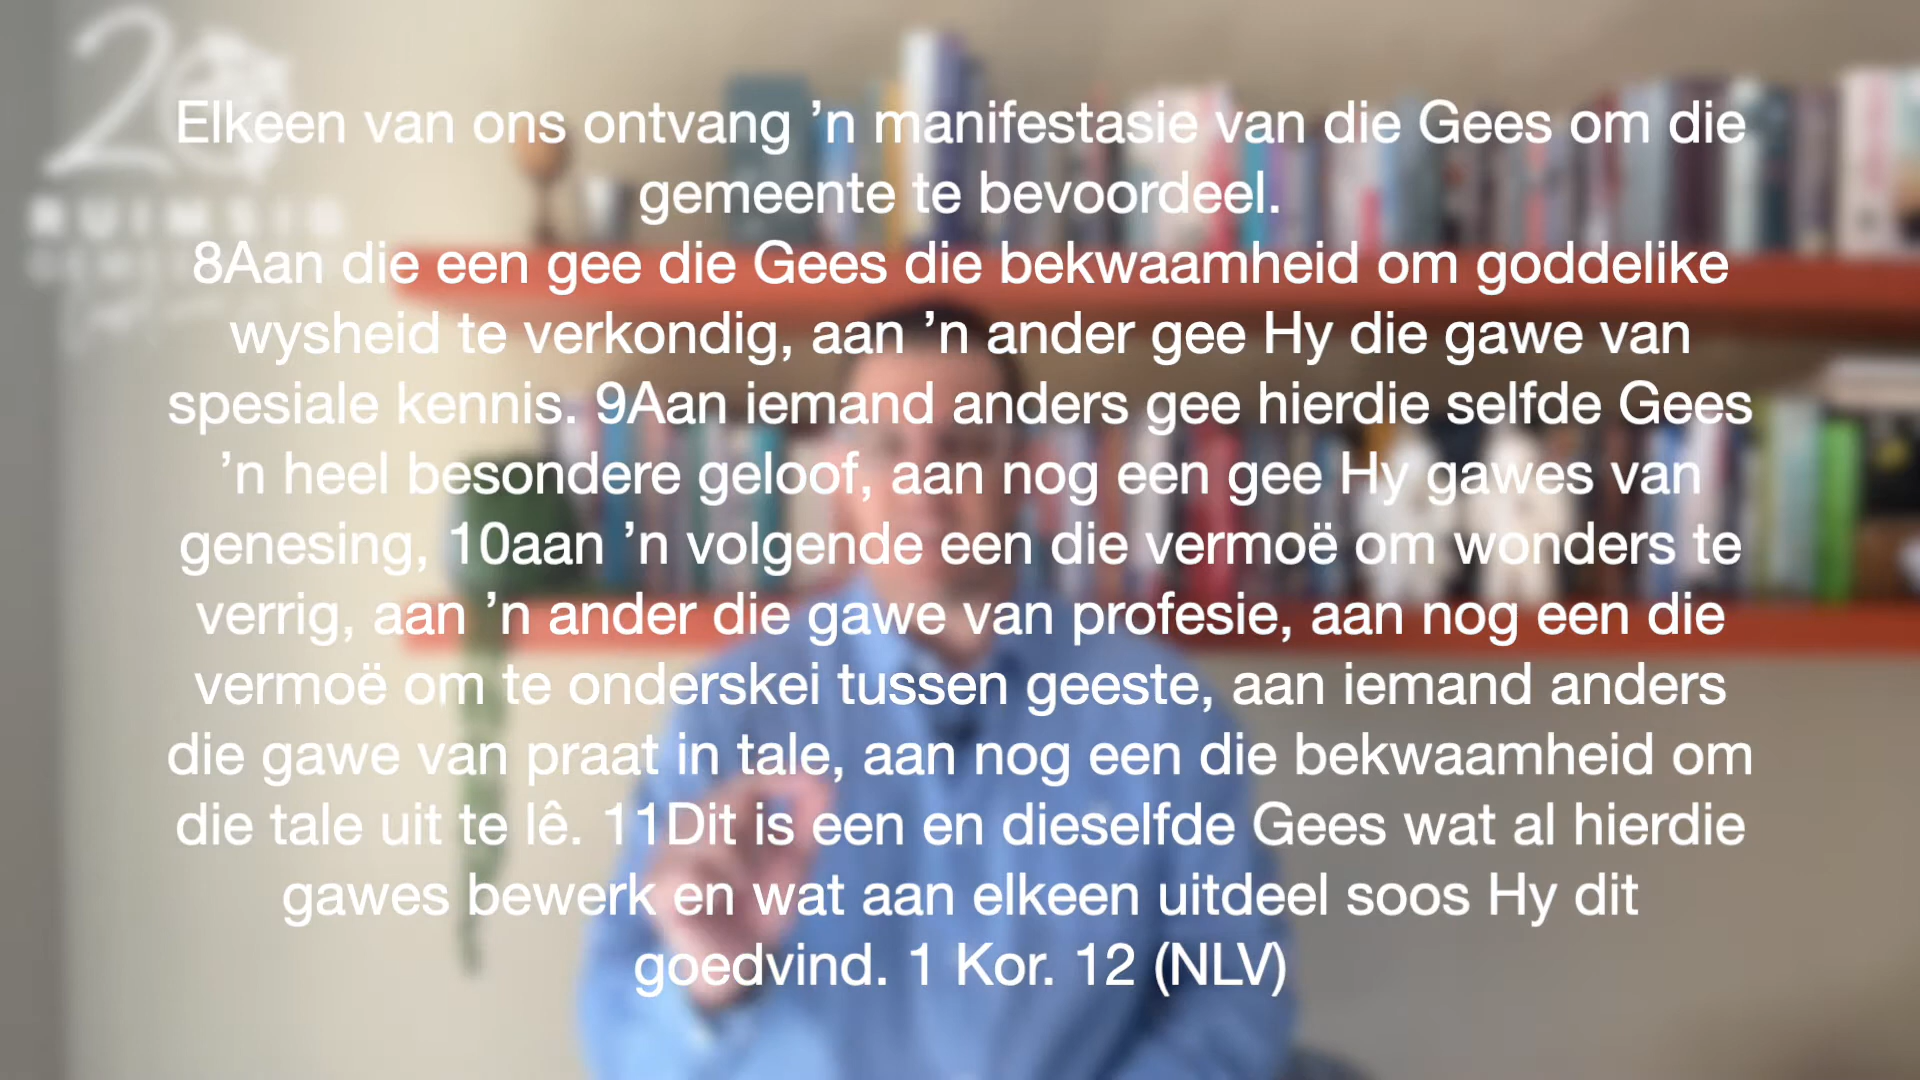 20
RUIMSIG
Elkeen van ons ontvang ’n manifestasie van die Gees om die
gemeente te bevoordeel.
8Aan die een gee die Gees die bekwaamheid om goddelike
wysheid te verkondig, aan ’n ander gee Hy die gawe van
spesiale kennis. 9Aan iemand anders gee hierdie selfde Gees
’n heel besondere geloof, aan nog een gee Hy gawes van
genesing, 10aan ’n volgende een die vermoë om wonders te
verrig, aan ’n ander die gawe van profesie, aan nog een die
vermoë om te onderskei tussen geeste, aan iemand anders
die gawe van praat in tale, aan nog een die bekwaamheid om
die tale uit te lê. 11Dit is een en dieselfde Gees wat al hierdie
gawes bewerk en wat aan elkeen uitdeel soos Hy dit
goedvind. 1 Kor. 12 (NLV)